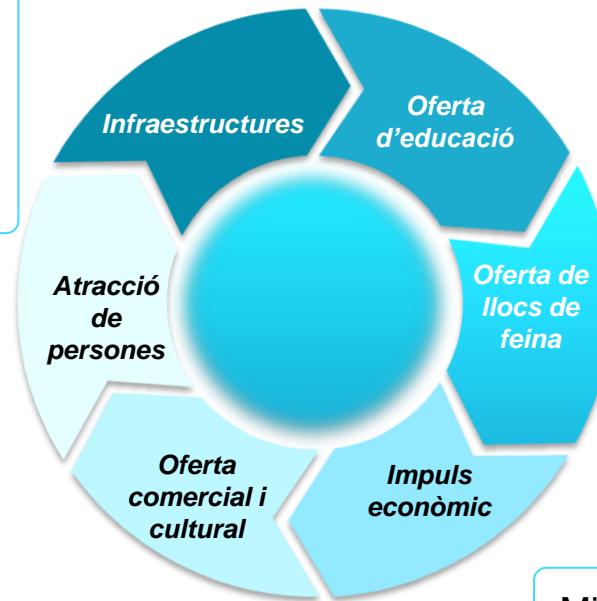 Infraestructures
Oferta
d’educació
Oferta de
llocs de
feina
Impuls
econòmic
Oferta
comercial i
cultural
Atracció
de
persones